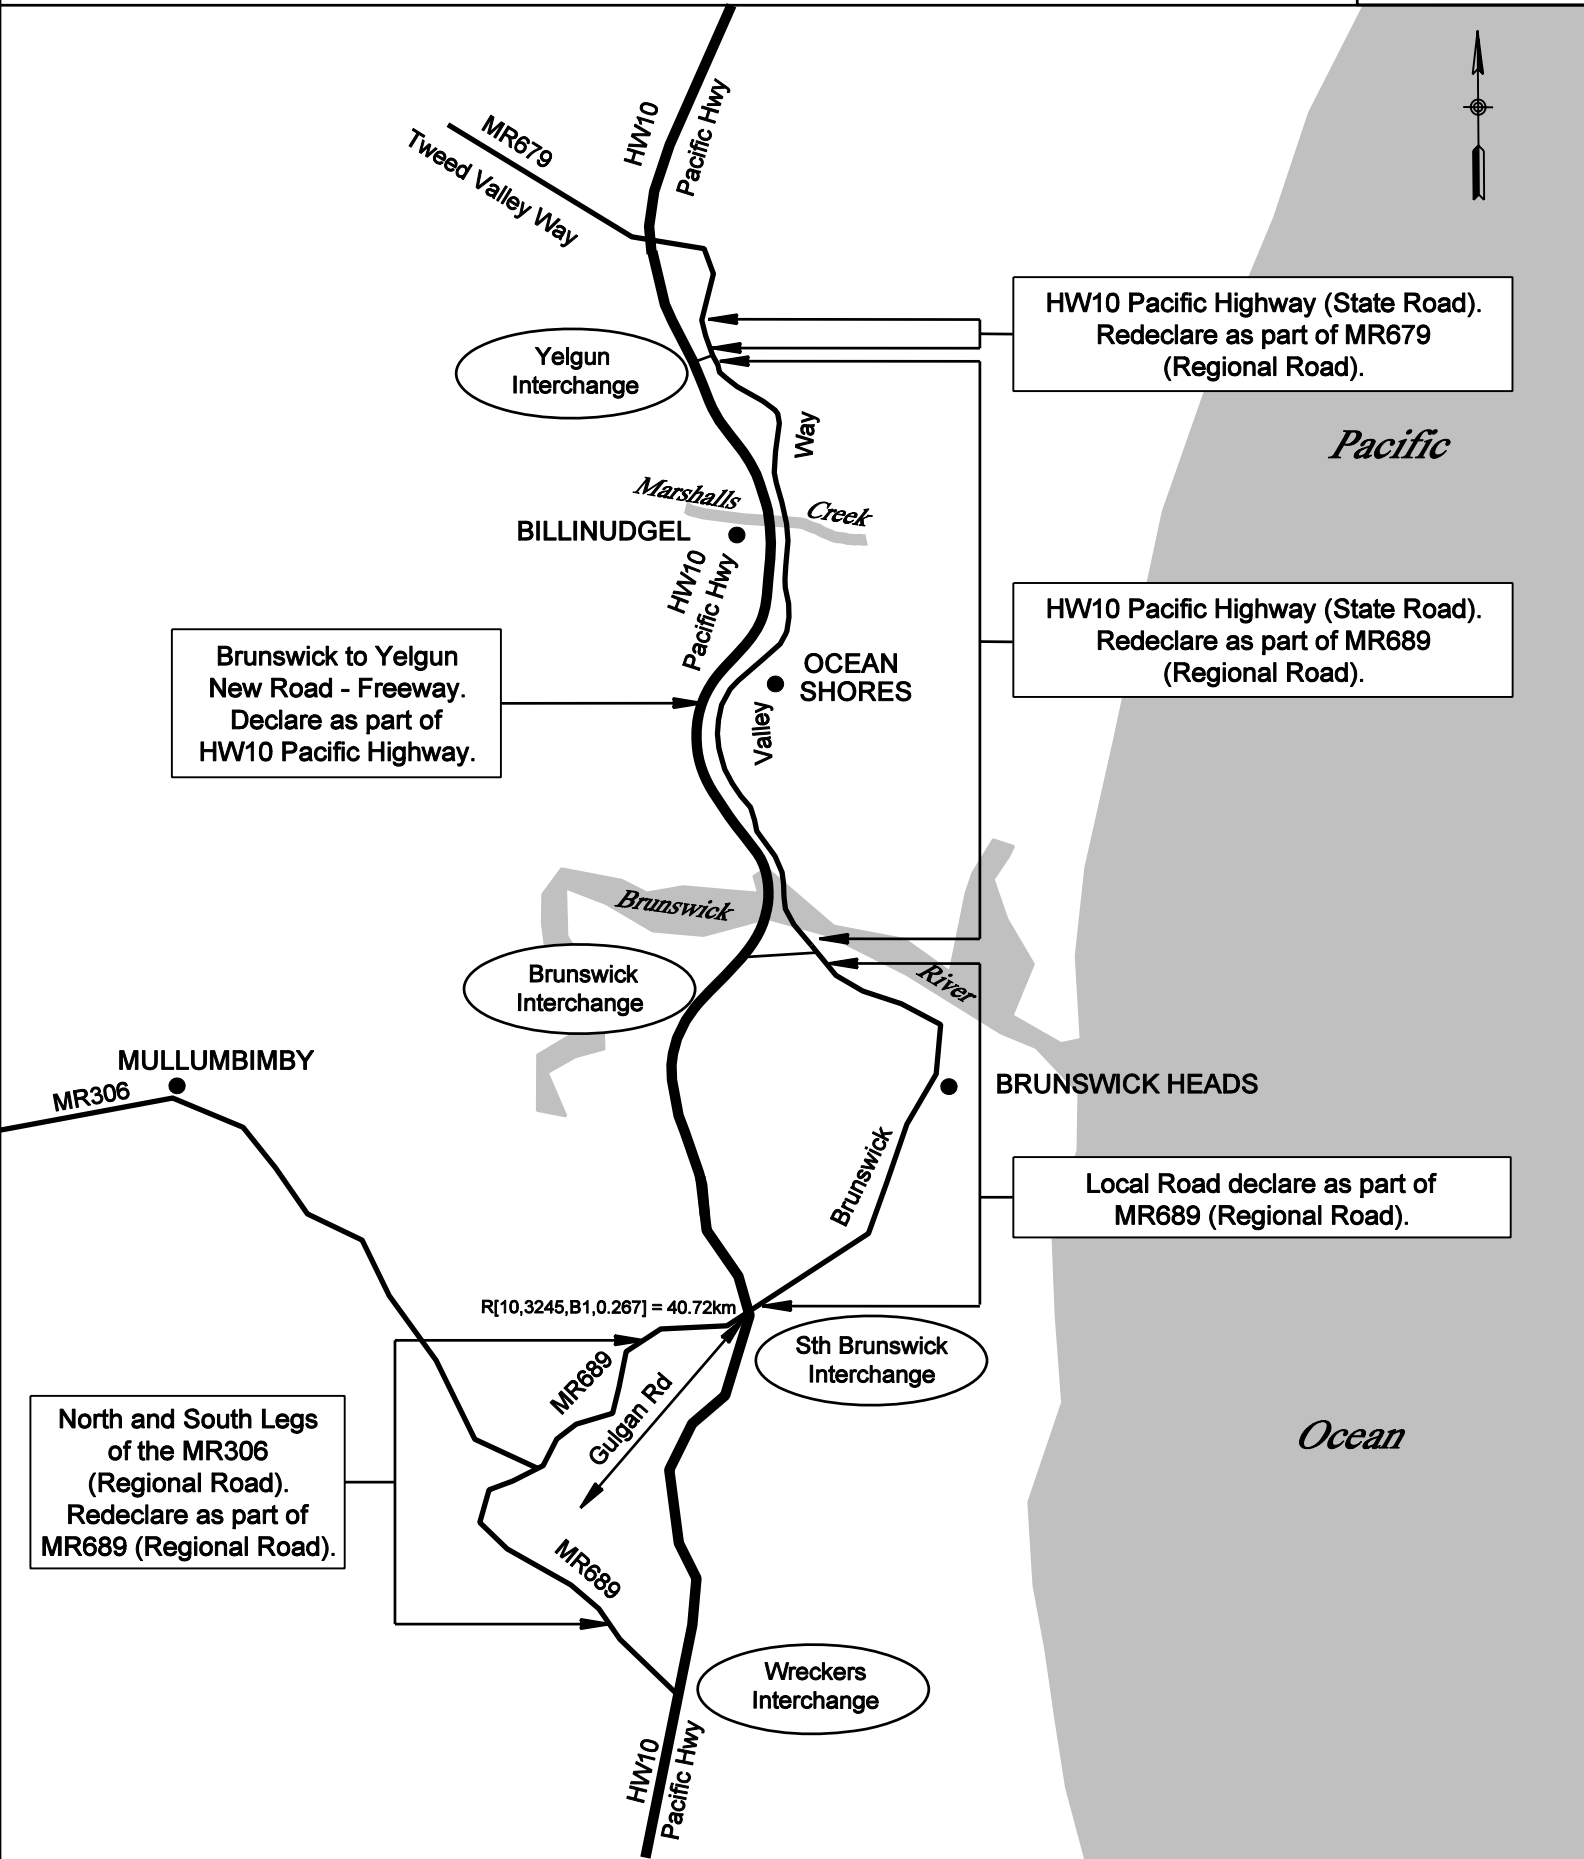 HW10
Pacific Hwy
MR679
Tweed Valley Way
HW10 Pacific Highway (State Road).
Redeclare as part of MR679
(Regional Road).
Yelgun
Interchange
Way
Pacific
Marshalls
Creek
BILLINUDGEL
HW10
Pacific Hwy
HW10 Pacific Highway (State Road).
Redeclare as part of MR689
(Regional Road).
Brunswick to Yelgun
New Road - Freeway.
Declare as part of
HW10 Pacific Highway.
OCEAN
SHORES
Valley
Brunswick
River
Brunswick
Interchange
MULLUMBIMBY
MR306
BRUNSWICK HEADS
Brunswick
Local Road declare as part of
MR689 (Regional Road).
R[10,3245,B1,0.267] = 40.72km
Sth Brunswick
Interchange
MR689
Gulgan Rd
North and South Legs
of the MR306
(Regional Road).
Redeclare as part of
MR689 (Regional Road).
Ocean
MR689
Wreckers
Interchange
HW10
Pacific Hwy